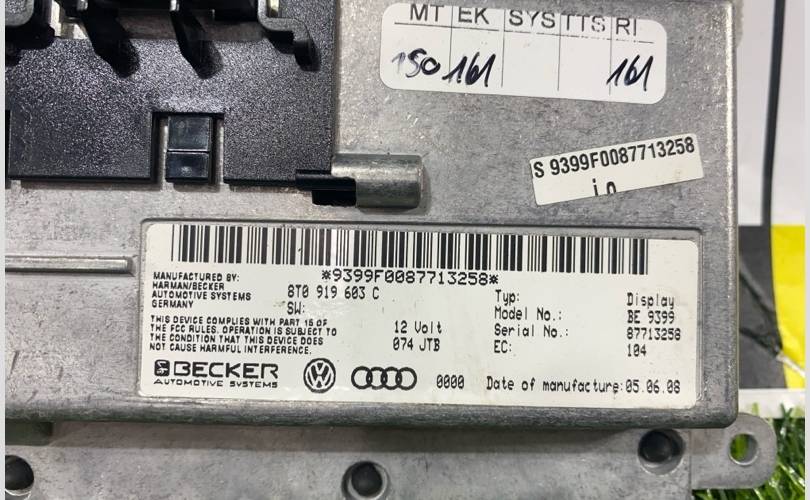 MT EK SYS TTS RI
150 161 161
S 9399F0087713258
*9399F0087713258*
MANUFACTURED BY:
HARMAN/BECKER
AUTOMOTIVE SYSTEMS
GERMANY
8T0 919 603 C
SW:
THIS DEVICE COMPLIES WITH PART 15 OF
THE FCC RULES. OPERATION IS SUBJECT TO
THE CONDITION THAT THIS DEVICE DOES
NOT CAUSE HARMFUL INTERFERENCE.
12 Volt
074 JTB
Typ: Display
Model No.: BE 9399
Serial No.: 87713258
EC: 104
BECKER
AUTOMOTIVE SYSTEMS
0000 Date of manufacture:05.06.08